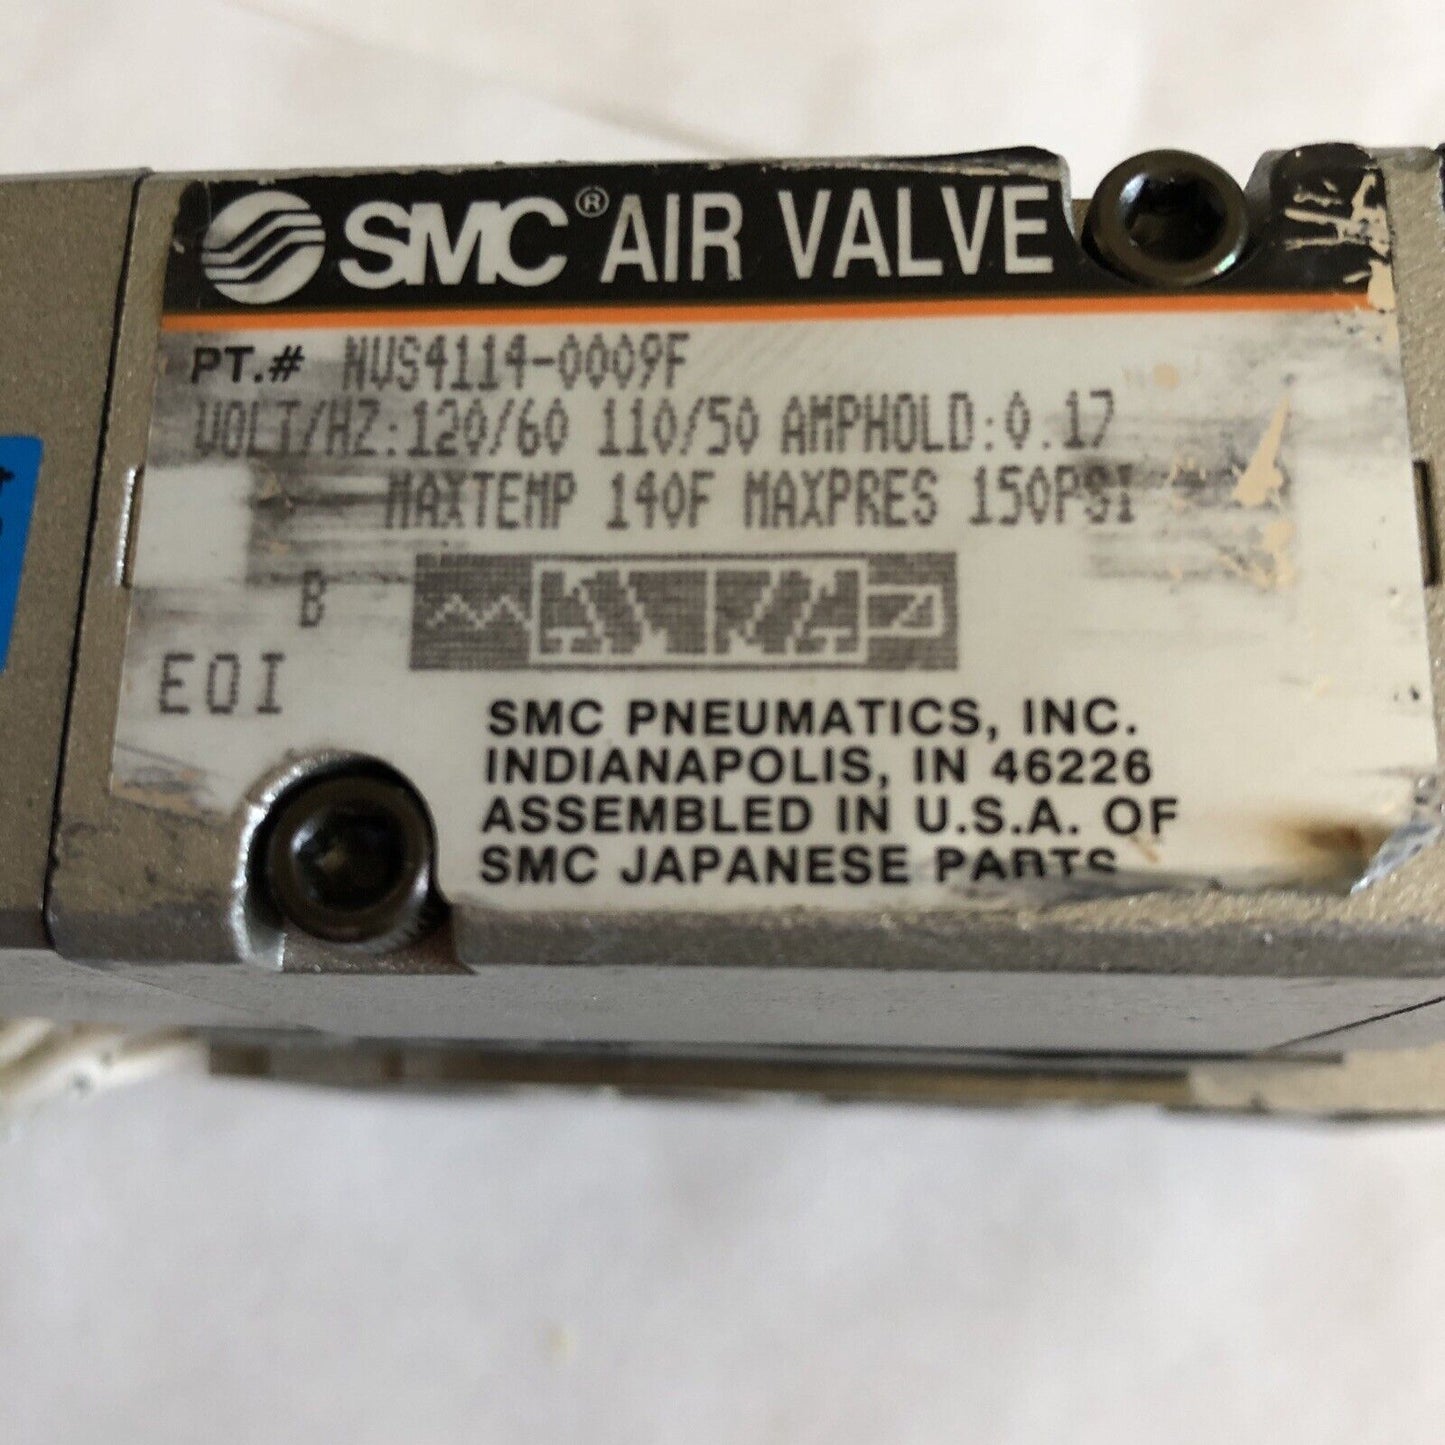 SMC® AIR VALVE
PT.# NVS4114-0009F
VOLT/HZ:120/60 110/50 AMPHOLD:0.17
MAXTEMP 140F MAXPRES 150PSI
B
EOI
SMC PNEUMATICS, INC.
INDIANAPOLIS, IN 46226
ASSEMBLED IN U.S.A. OF
SMC JAPANESE PARTS